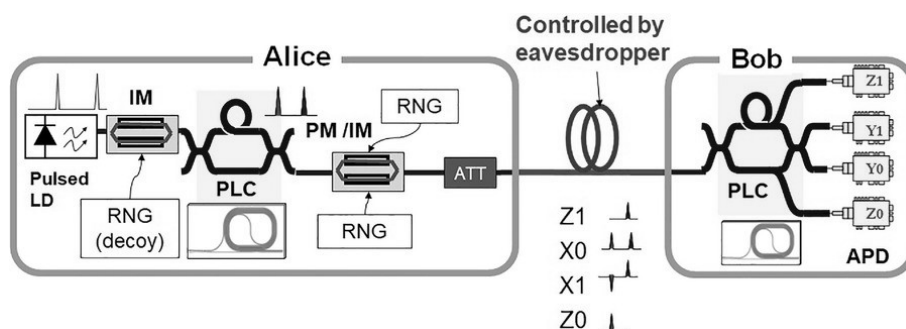 Controlled by
eavesdropper
Alice
Bob
IM
RNG
PM /IM
PLC
ATT
Pulsed
LD
RNG
(decoy)
RNG
Z1
X0
X1
Z0
PLC
Z1
Y1
Y0
Z0
APD